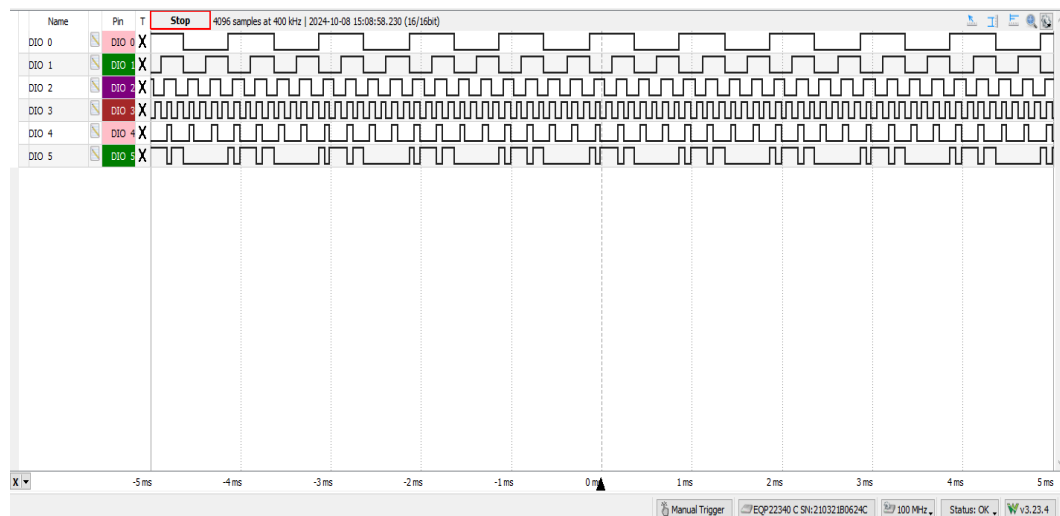 Name Pin T Stop 4096 samples at 400 kHz | 2024-10-08 15:08:58.230 (16/16bit)
DIO 0 DIO 0 X
DIO 1 DIO 1 X
DIO 2 DIO 2 X
DIO 3 DIO 3 X
DIO 4 DIO 4 X
DIO 5 DIO 5 X
X -5 ms -4 ms -3 ms -2 ms -1 ms 0 ms 1 ms 2 ms 3 ms 4 ms 5 ms
Manual Trigger EQP22340 C SN:210321B0624C 100 MHz Status: OK W v3.23.4